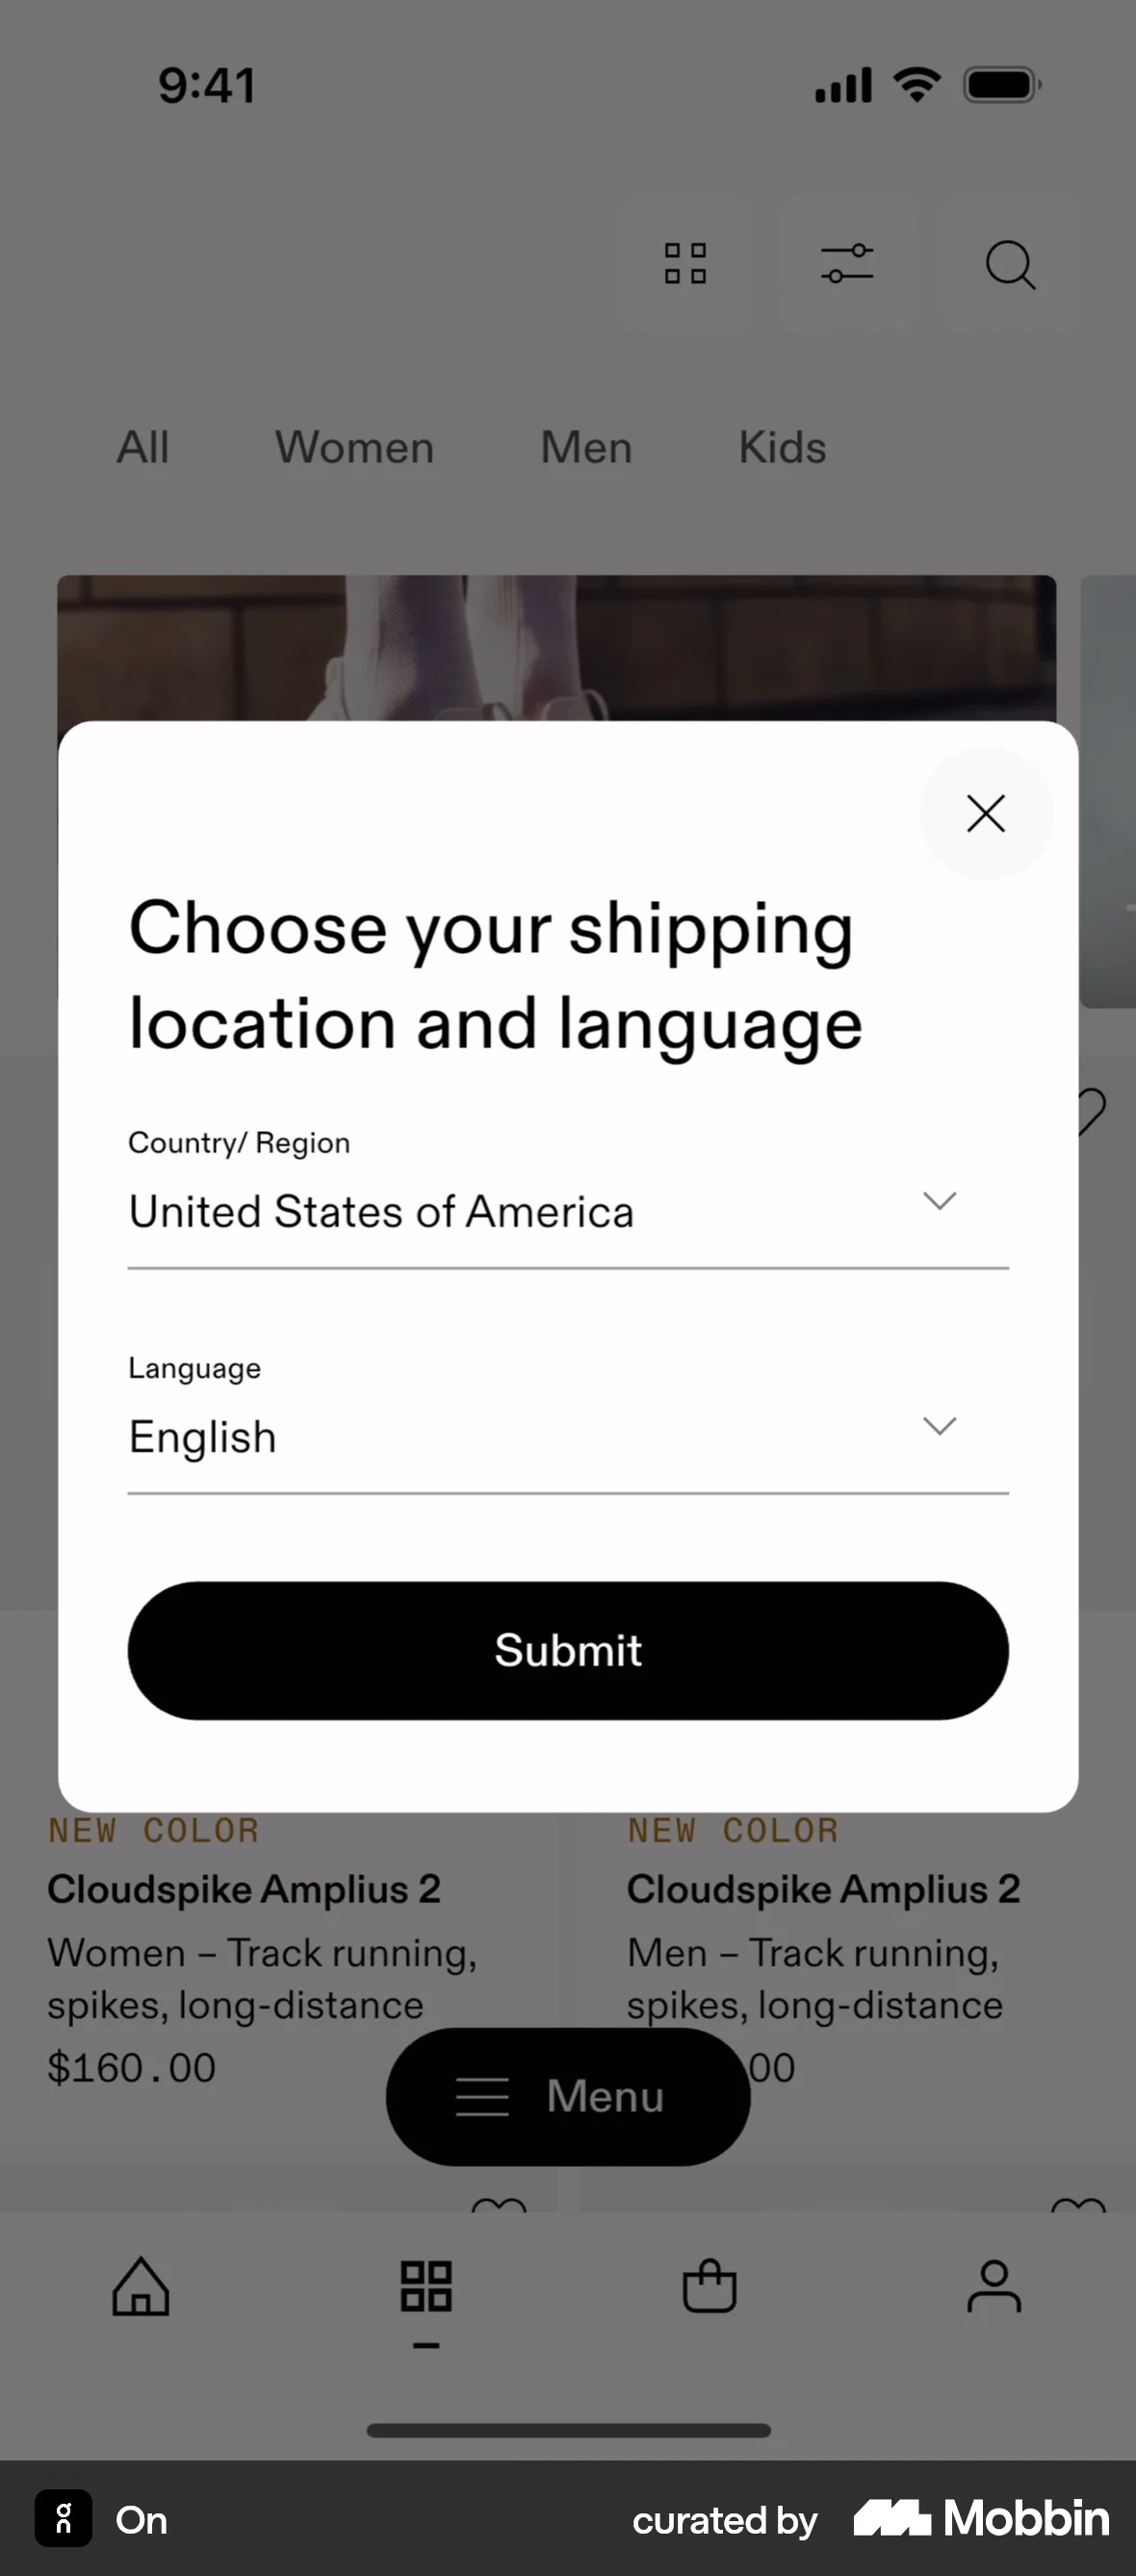 9:41
All Women Men Kids
Choose your shipping
location and language
Country/ Region
United States of America
Language
English
Submit
NEW COLOR
Cloudspike Amplius 2
Women – Track running,
spikes, long-distance
$160.00
NEW COLOR
Cloudspike Amplius 2
Men – Track running,
spikes, long-distance
00
Menu
On
curated by Mobbin